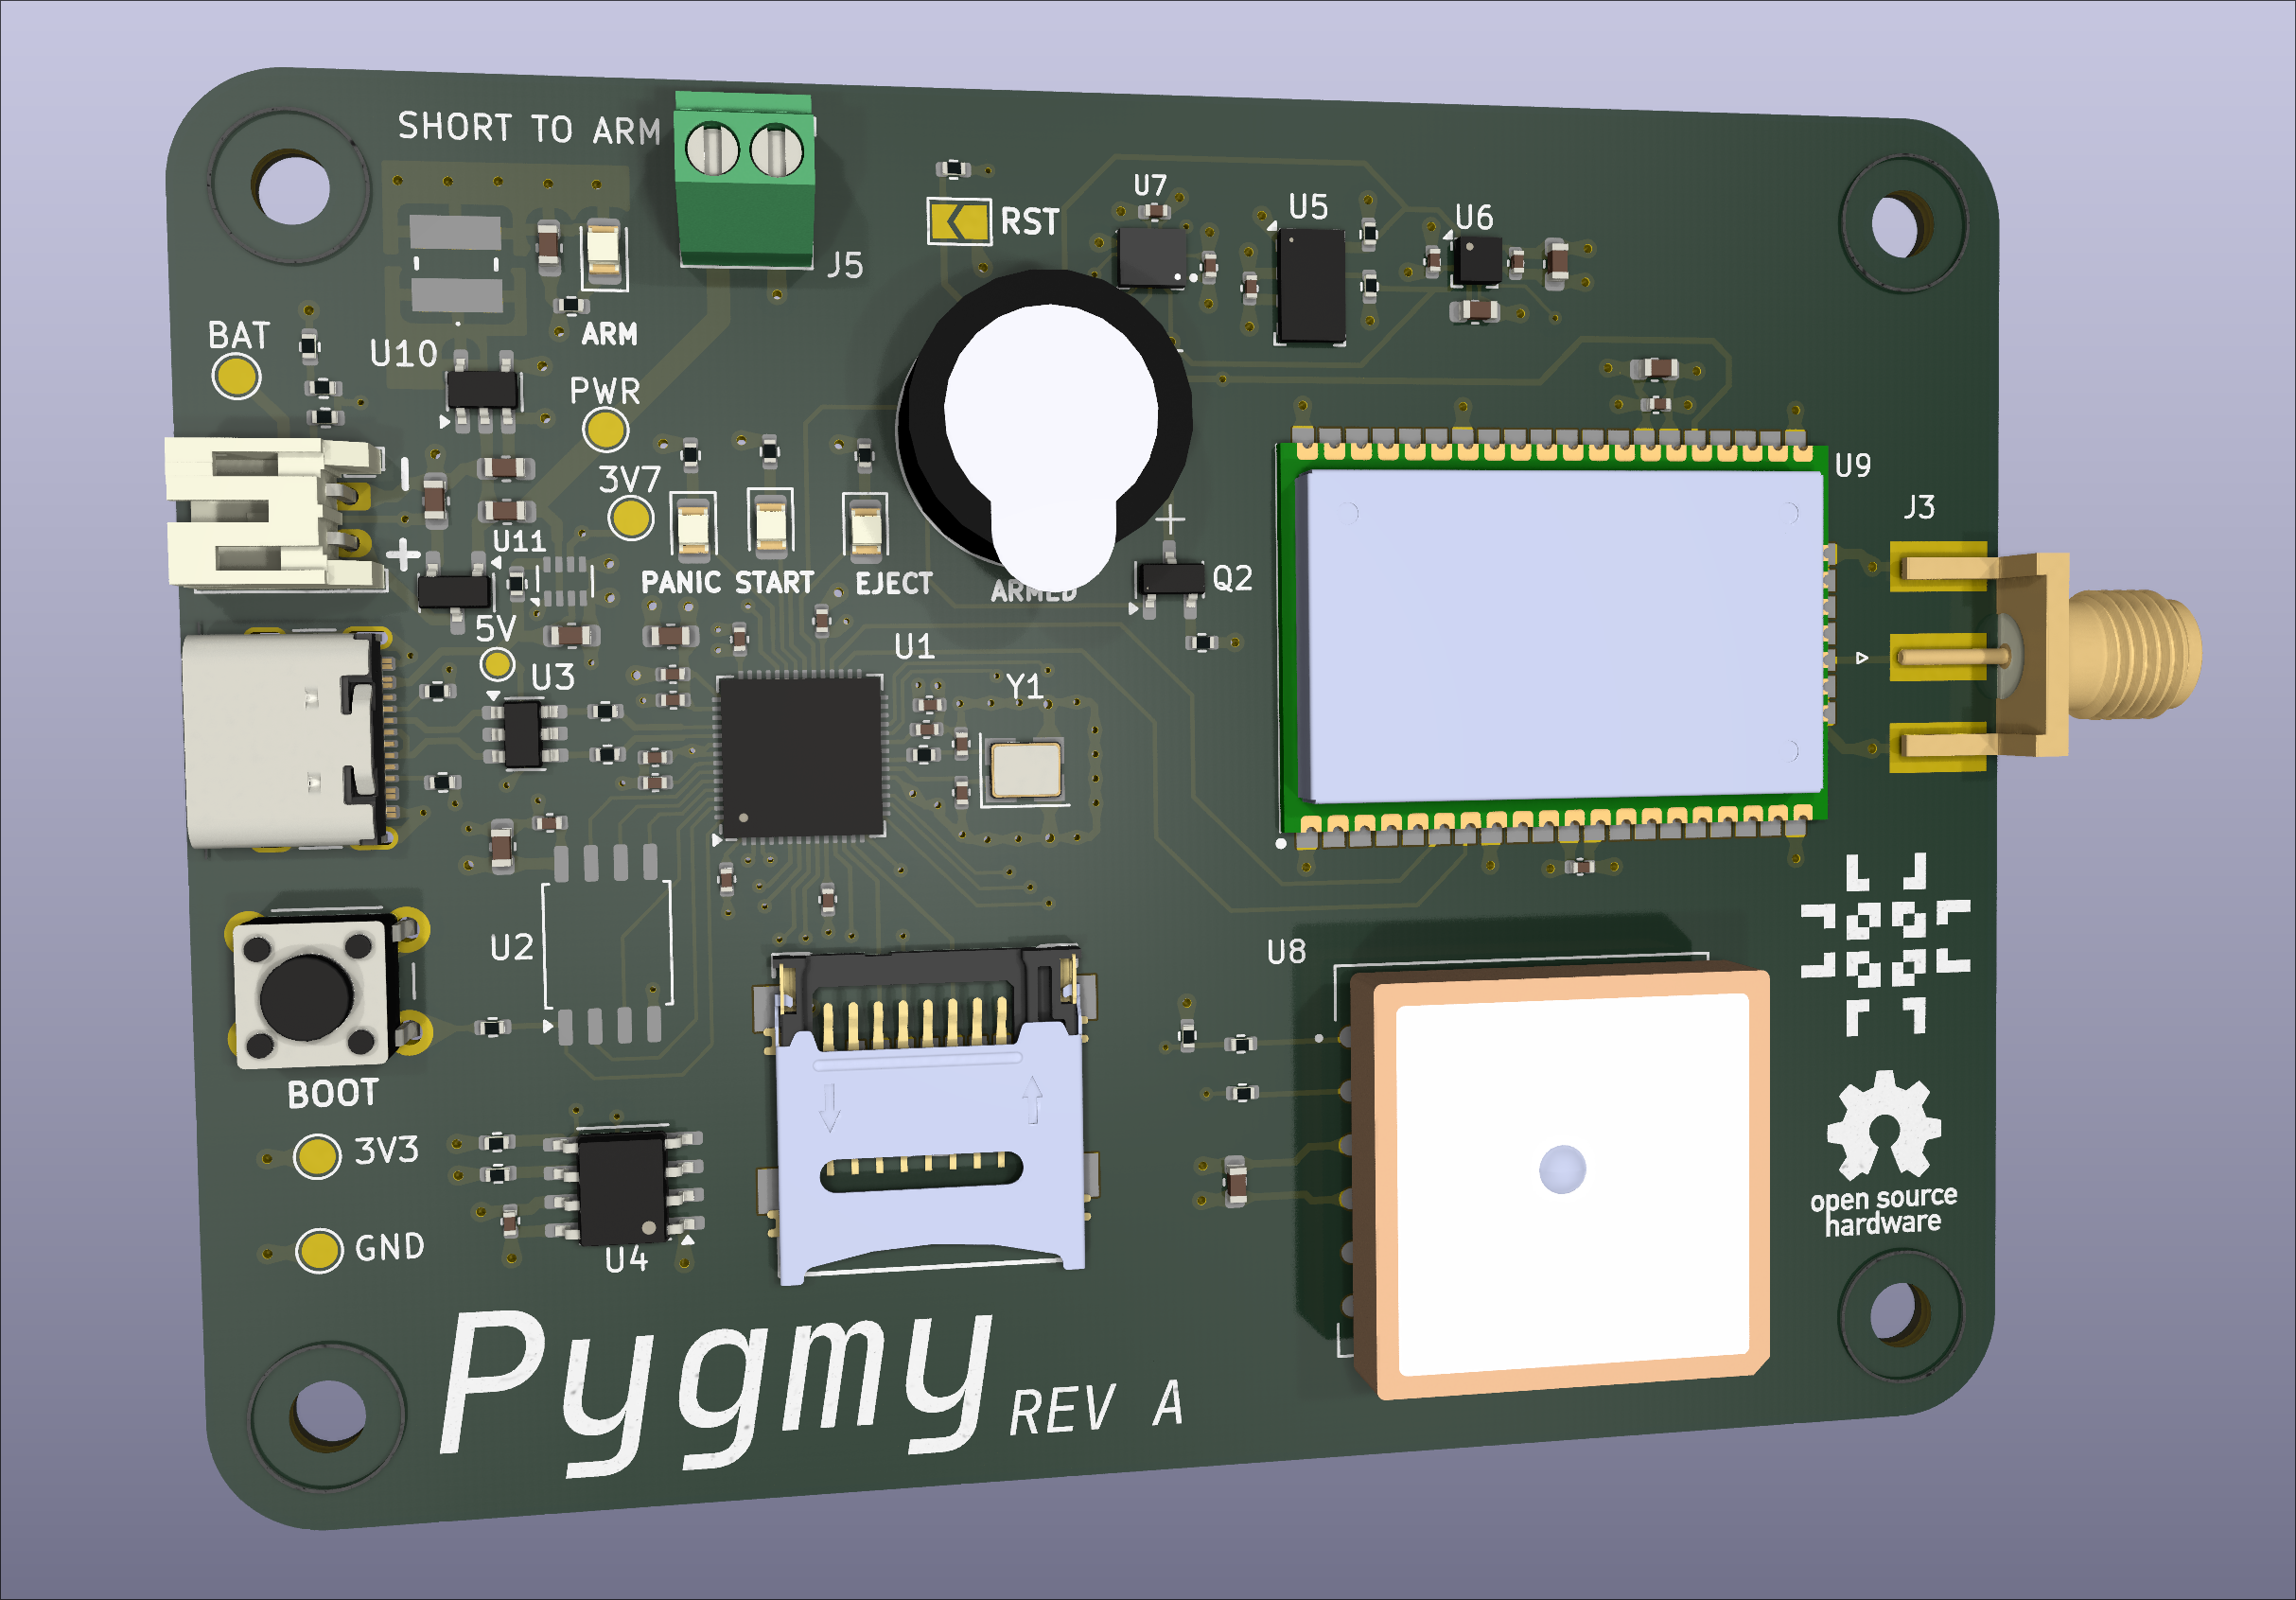 SHORT TO ARM
J5
RST
U7
U5
U6
BAT
U10
ARM
PWR
3V7
U9
J3
−
+
U11
+
Q2
PANIC
START
EJECT
ARMED
5V
U3
U1
Y1
U2
U8
BOOT
3V3
GND
U4
open source
hardware
Pygmy REV A